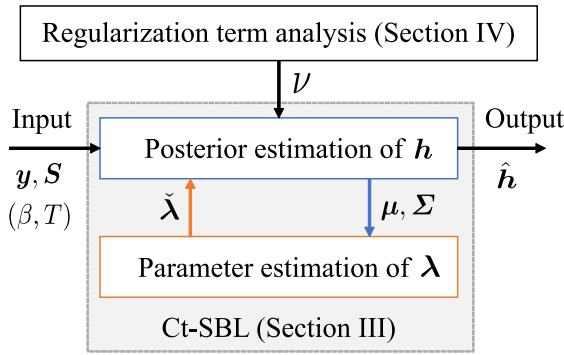 Regularization term analysis (Section IV)
ν
Input
Output
Posterior estimation of h
y, S
ĥ
(β, T)
λ̌
μ, Σ
Parameter estimation of λ
Ct-SBL (Section III)